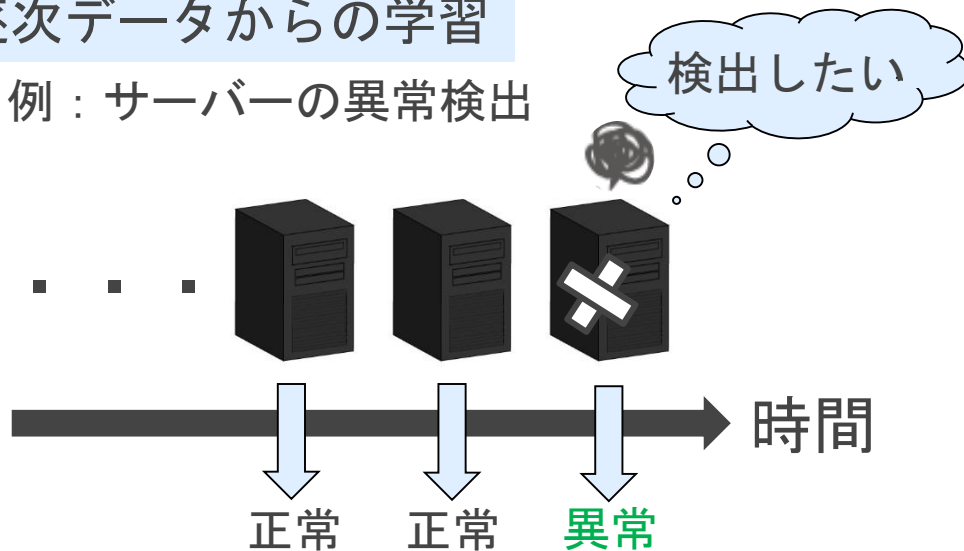 逐次データからの学習
検出したい
例：サーバーの異常検出
・・・
時間
正常 正常 異常